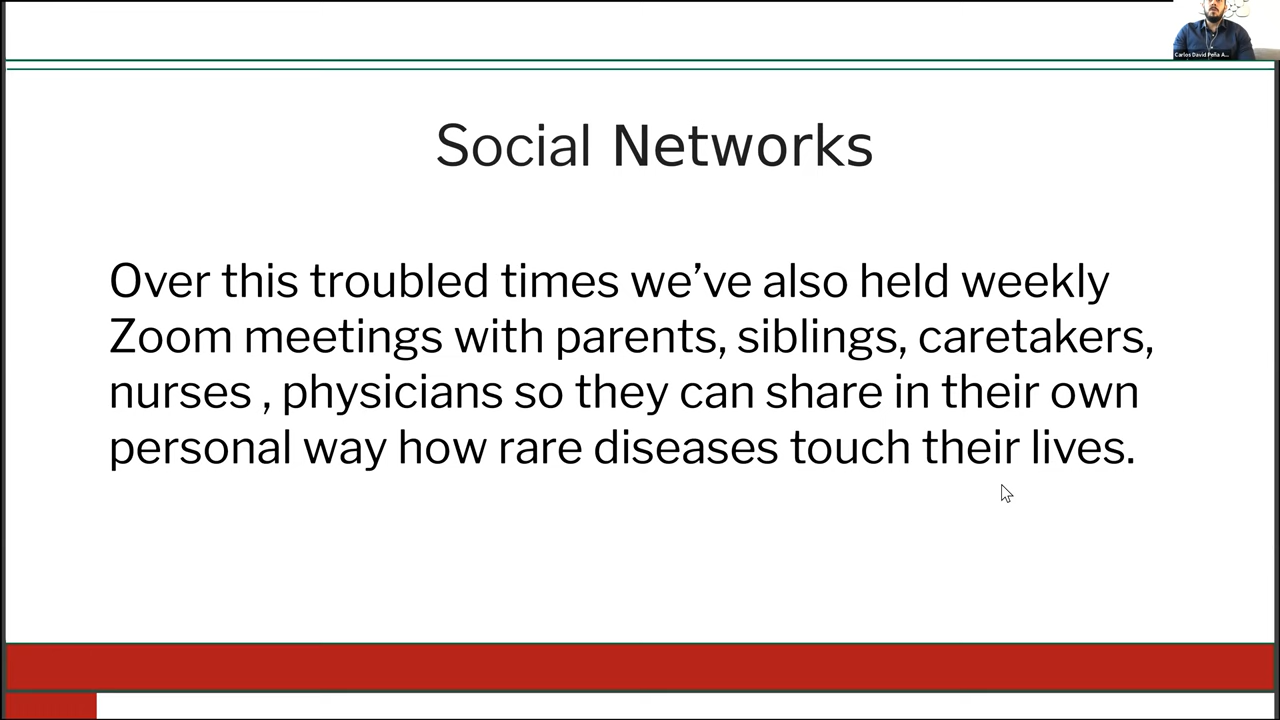 Carlos David Peña A...
Social Networks
Over this troubled times we’ve also held weekly
Zoom meetings with parents, siblings, caretakers,
nurses , physicians so they can share in their own
personal way how rare diseases touch their lives.